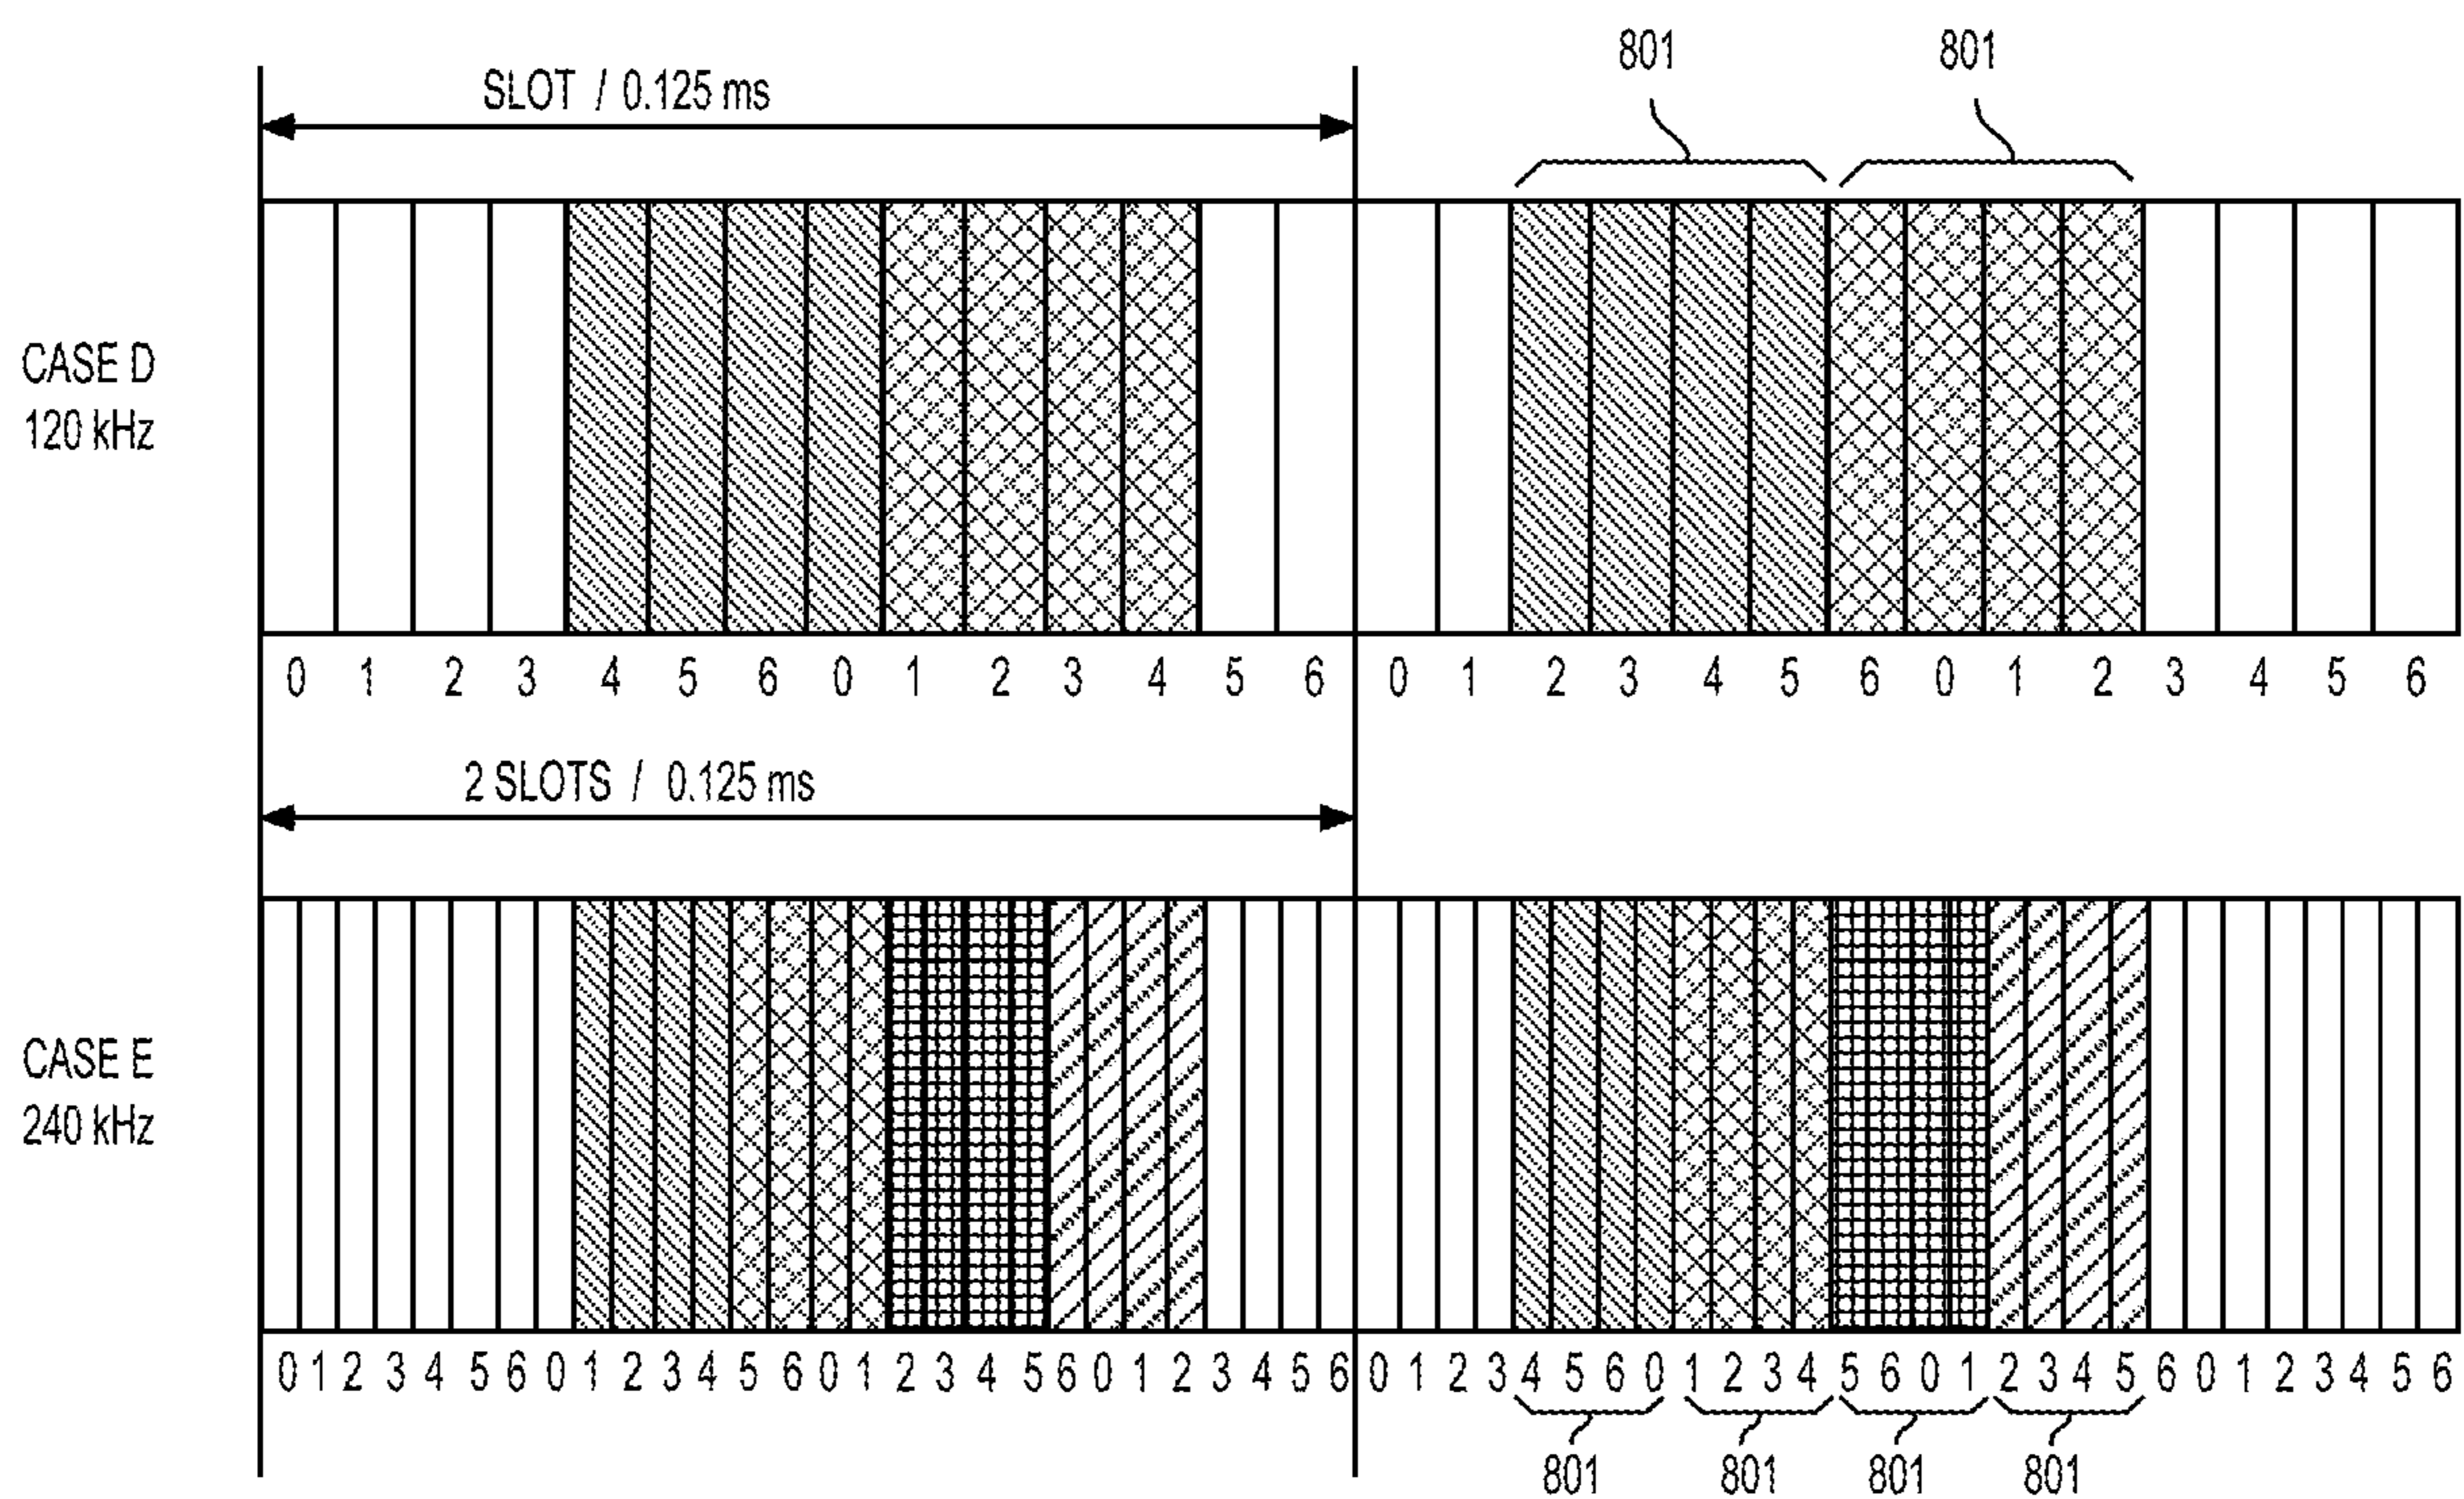 801 801
SLOT / 0.125 ms
CASE D
120 kHz
0 1 2 3 4 5 6 0 1 2 3 4 5 6 0 1 2 3 4 5 6 0 1 2 3 4 5 6
2 SLOTS / 0.125 ms
CASE E
240 kHz
0 1 2 3 4 5 6 0 1 2 3 4 5 6 0 1 2 3 4 5 6 0 1 2 3 4 5 6 0 1 2 3 4 5 6 0 1 2 3 4 5 6 0 1 2 3 4 5 6 0 1 2 3 4 5 6
801 801 801 801